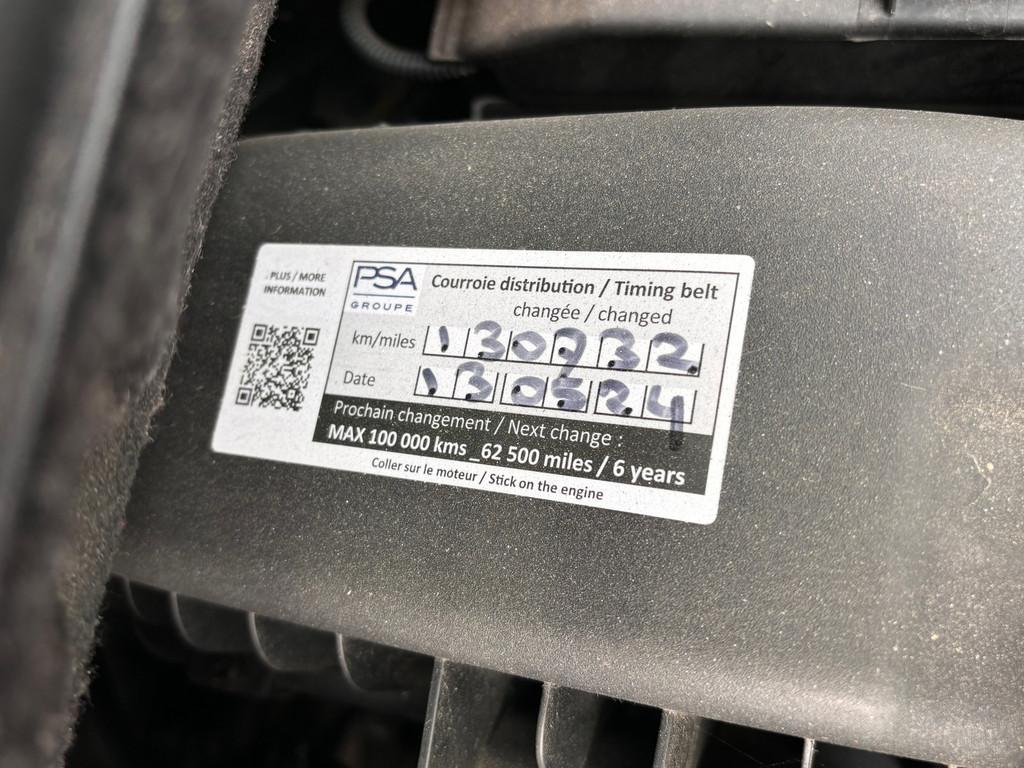 . PLUS / MORE
INFORMATION
PSA
GROUPE
Courroie distribution / Timing belt
changée / changed
km/miles 130732
Date 130524
Prochain changement / Next change :
MAX 100 000 kms _62 500 miles / 6 years
Coller sur le moteur / Stick on the engine